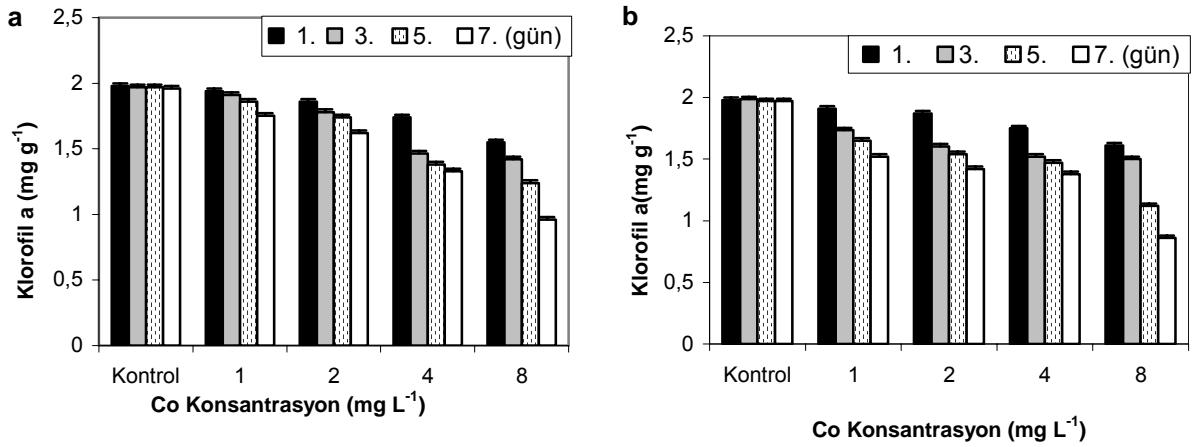 a
2,5
1. 3. 5. 7. (gün)
2
1,5
1
0,5
0
Klorofil a (mg g-1)
Kontrol 1 2 4 8
Co Konsantrasyon (mg L-1)
b
2,5
1. 3. 5. 7. (gün)
2
1,5
1
0,5
0
Klorofil a(mg g-1)
Kontrol 1 2 4 8
Co Konsantrasyon (mg L-1)